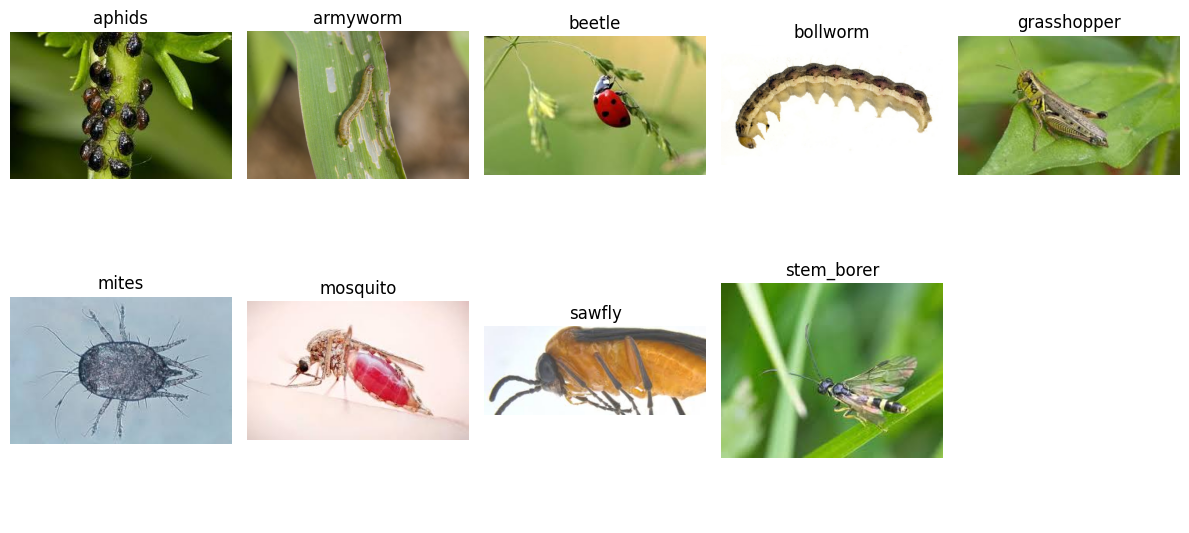 aphids
armyworm
beetle
bollworm
grasshopper
mites
mosquito
sawfly
stem_borer